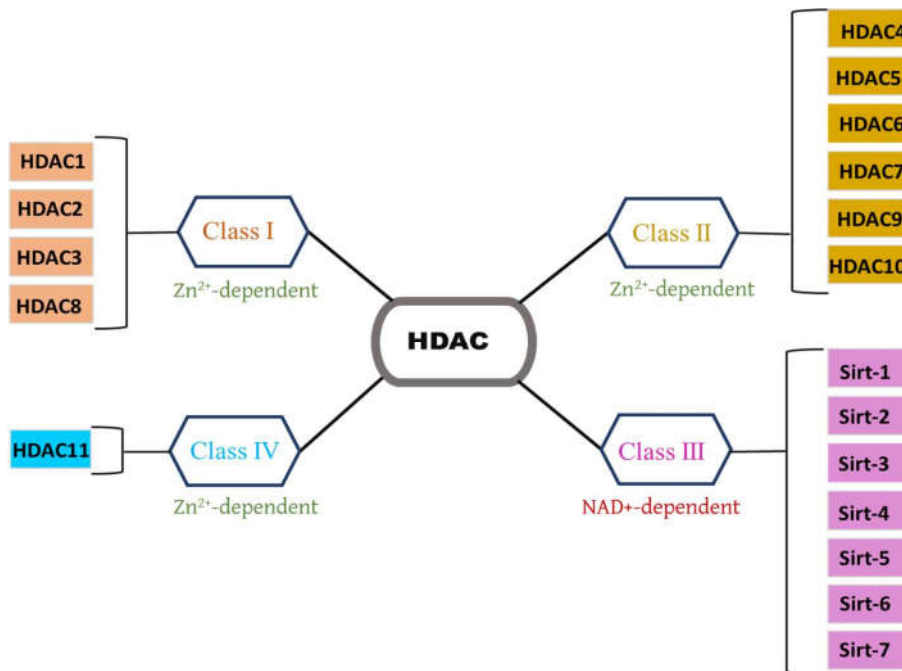 HDAC1
HDAC2
HDAC3
HDAC8
Class I
Zn²⁺-dependent
HDAC4
HDAC5
HDAC6
HDAC7
HDAC9
HDAC10
Class II
Zn²⁺-dependent
HDAC
HDAC11
Class IV
Zn²⁺-dependent
Class III
NAD+-dependent
Sirt-1
Sirt-2
Sirt-3
Sirt-4
Sirt-5
Sirt-6
Sirt-7